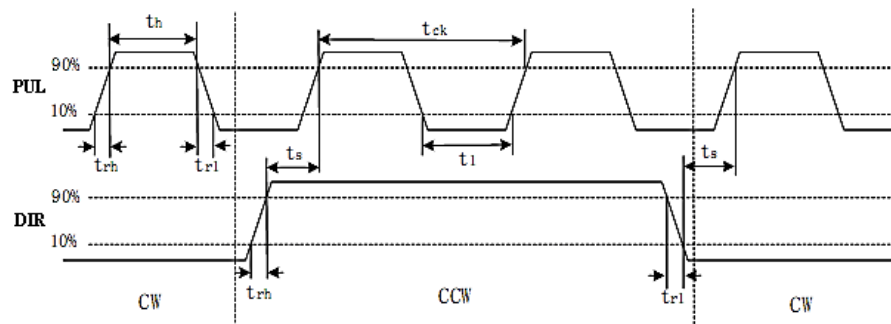 th
tck
90%
PUL
10%
trh
trl
ts
tl
ts
90%
DIR
10%
trh
trl
CW
CCW
CW